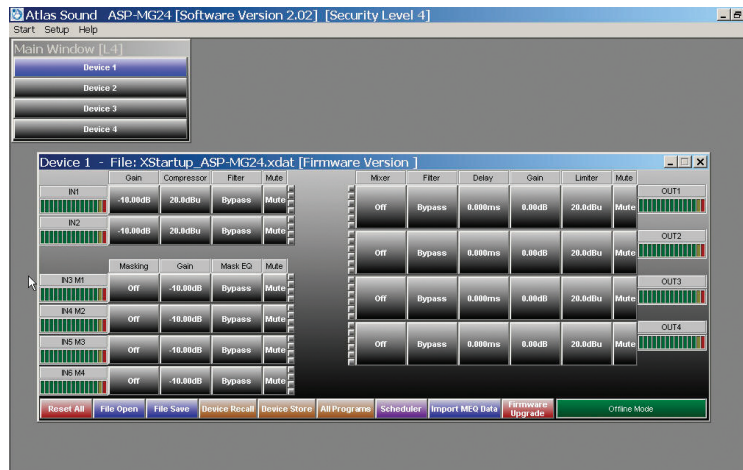 Atlas Sound ASP-MG24 [Software Version 2.02] [Security Level 4]
Start Setup Help
Main Window [L4]
Device 1
Device 2
Device 3
Device 4
Device 1 - File: XStartup_ASP-MG24.xdat [Firmware Version ]
Gain Compressor Filter Mute Mixer Filter Delay Gain Limiter Mute
IN1 -10.00dB 20.0dBu Bypass Mute Off Bypass 0.000ms 0.00dB 20.0dBu Mute OUT1
IN2 -10.00dB 20.0dBu Bypass Mute Off Bypass 0.000ms 0.00dB 20.0dBu Mute OUT2
Masking Gain Mask EQ Mute
IN3 M1 Off -10.00dB Bypass Mute Off Bypass 0.000ms 0.00dB 20.0dBu Mute OUT3
IN4 M2 Off -10.00dB Bypass Mute
IN5 M3 Off -10.00dB Bypass Mute Off Bypass 0.000ms 0.00dB 20.0dBu Mute OUT4
IN6 M4 Off -10.00dB Bypass Mute
Reset All File Open File Save Device Recall Device Store All Programs Scheduler Import MEQ Data Firmware Upgrade Offline Mode